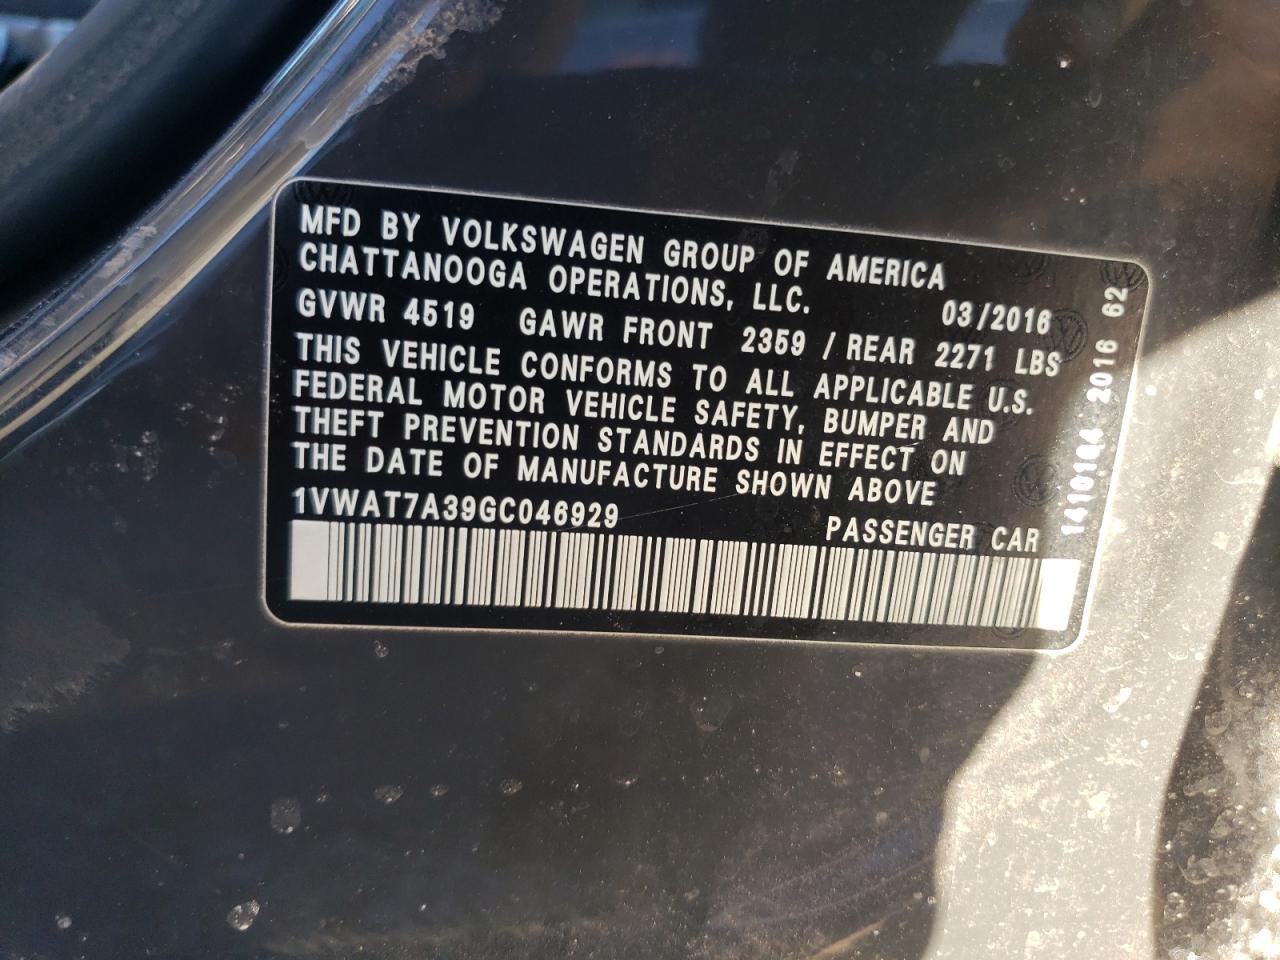 MFD BY VOLKSWAGEN GROUP OF AMERICA
CHATTANOOGA OPERATIONS, LLC.
03/2016
GVWR 4519 GAWR FRONT 2359 / REAR 2271 LBS
THIS VEHICLE CONFORMS TO ALL APPLICABLE U.S.
FEDERAL MOTOR VEHICLE SAFETY, BUMPER AND
THEFT PREVENTION STANDARDS IN EFFECT ON
THE DATE OF MANUFACTURE SHOWN ABOVE
1VWAT7A39GC046929
PASSENGER CAR
1410164 2016 62